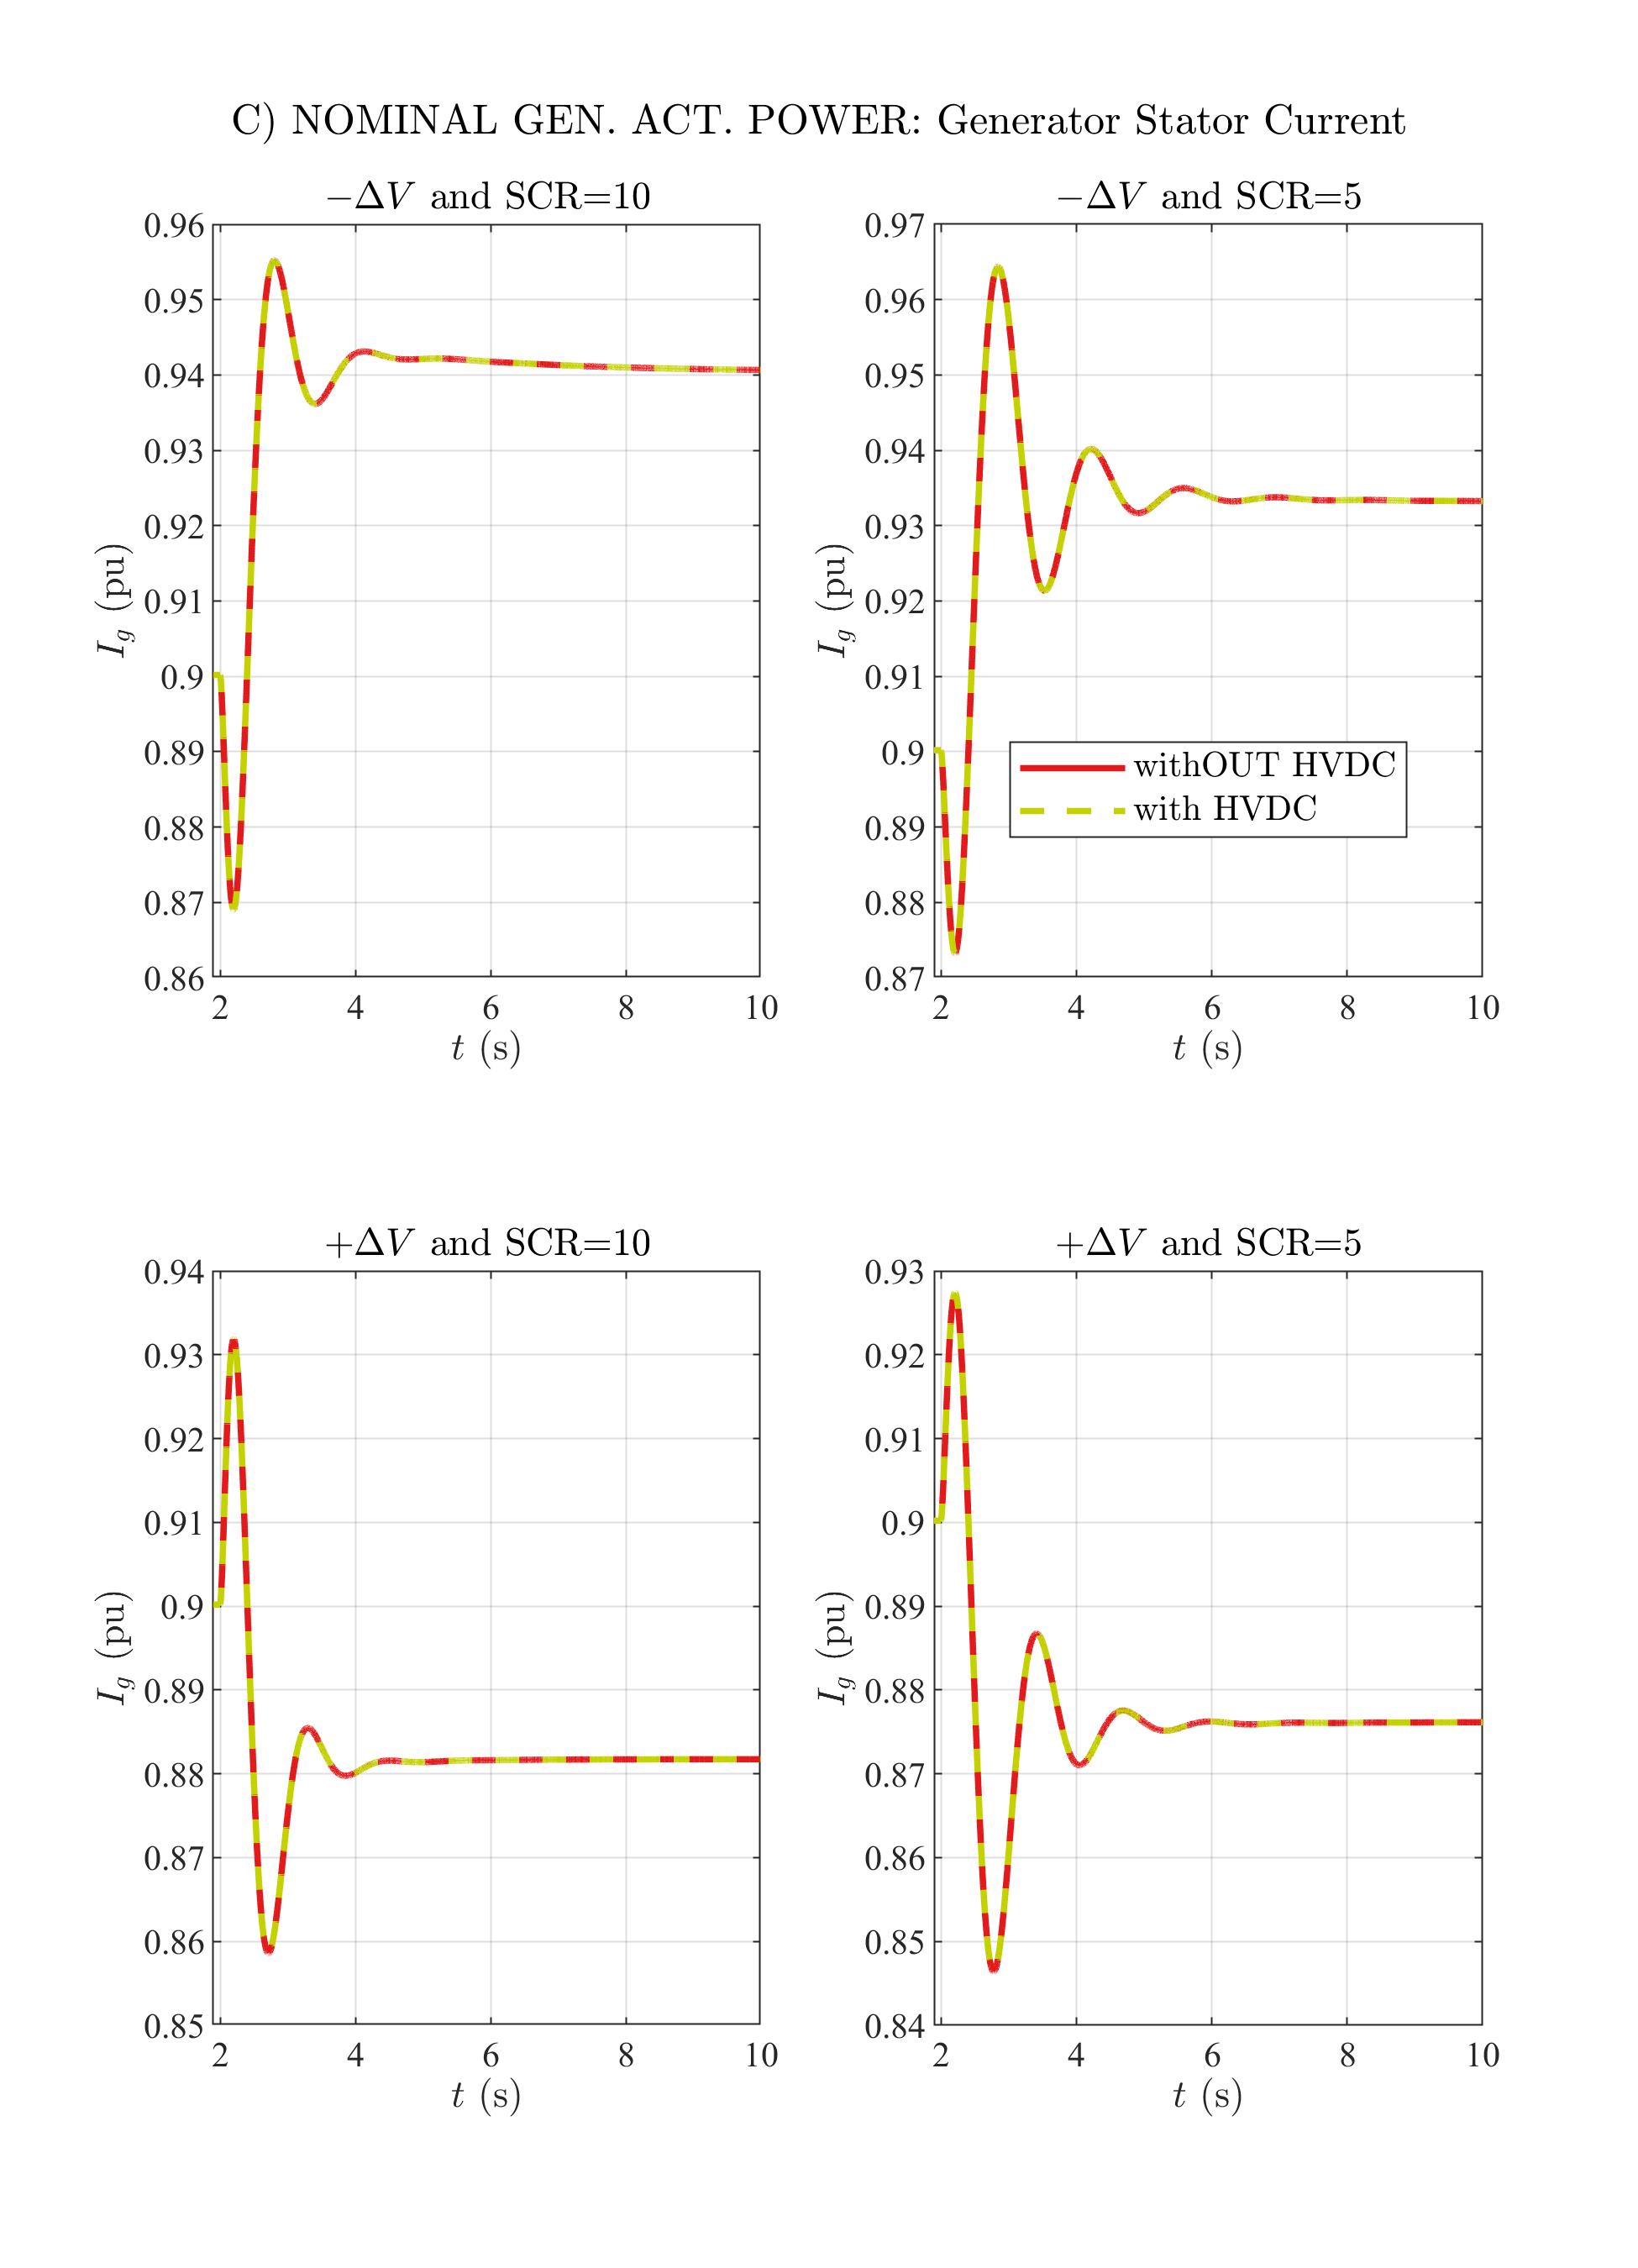 C) NOMINAL GEN. ACT. POWER: Generator Stator Current
−ΔV and SCR=10
0.96
0.95
0.94
0.93
0.92
0.91
0.9
0.89
0.88
0.87
0.86
I_g (pu)
2 4 6 8 10
t (s)
−ΔV and SCR=5
0.97
0.96
0.95
0.94
0.93
0.92
0.91
0.9
0.89
0.88
0.87
I_g (pu)
withOUT HVDC
with HVDC
2 4 6 8 10
t (s)
+ΔV and SCR=10
0.94
0.93
0.92
0.91
0.9
0.89
0.88
0.87
0.86
0.85
I_g (pu)
2 4 6 8 10
t (s)
+ΔV and SCR=5
0.93
0.92
0.91
0.9
0.89
0.88
0.87
0.86
0.85
0.84
I_g (pu)
2 4 6 8 10
t (s)